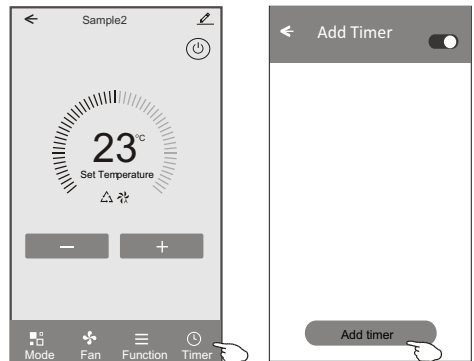 Sample2
23°C
Set Temperature
Mode Fan Function Timer
Add Timer
Add timer